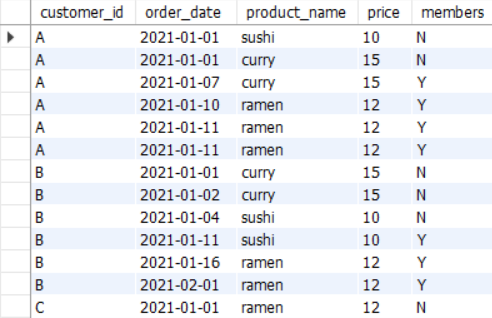 customer_id order_date product_name price members
A 2021-01-01 sushi 10 N
A 2021-01-01 curry 15 N
A 2021-01-07 curry 15 Y
A 2021-01-10 ramen 12 Y
A 2021-01-11 ramen 12 Y
A 2021-01-11 ramen 12 Y
B 2021-01-01 curry 15 N
B 2021-01-02 curry 15 N
B 2021-01-04 sushi 10 N
B 2021-01-11 sushi 10 Y
B 2021-01-16 ramen 12 Y
B 2021-02-01 ramen 12 Y
C 2021-01-01 ramen 12 N